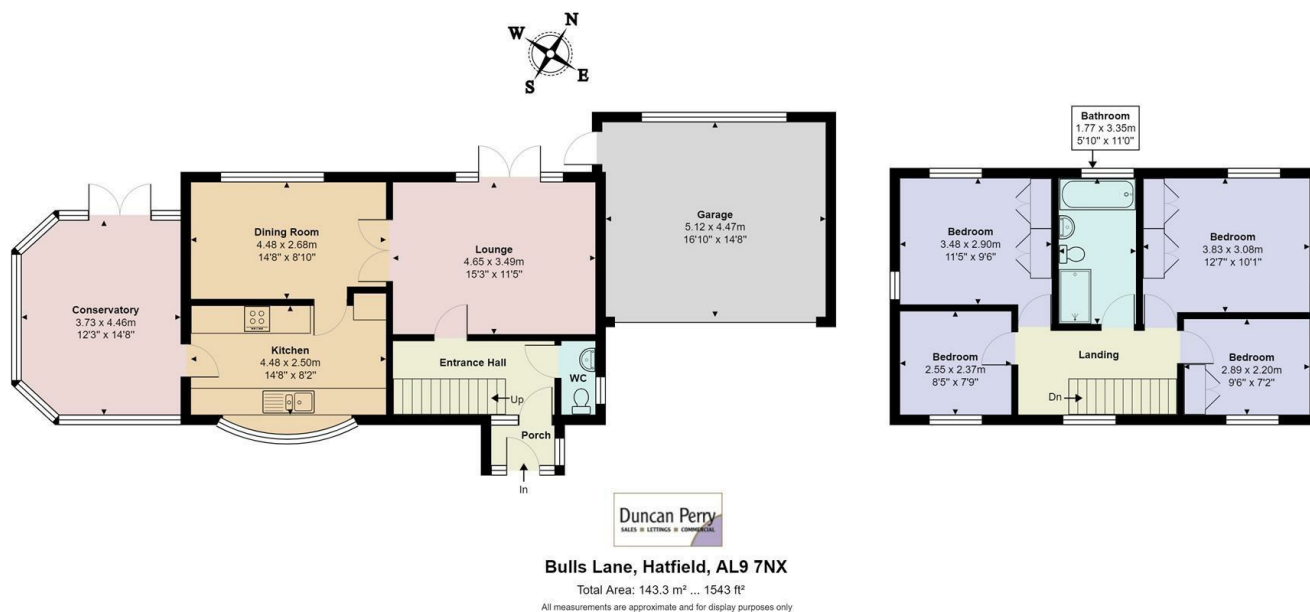 N
W
E
S
Conservatory
3.73 x 4.46m
12'3" x 14'8"
Dining Room
4.48 x 2.68m
14'8" x 8'10"
Kitchen
4.48 x 2.50m
14'8" x 8'2"
Lounge
4.65 x 3.49m
15'3" x 11'5"
Entrance Hall
Up
WC
Porch
In
Garage
5.12 x 4.47m
16'10" x 14'8"
Bathroom
1.77 x 3.35m
5'10" x 11'0"
Bedroom
3.48 x 2.90m
11'5" x 9'6"
Bedroom
3.83 x 3.08m
12'7" x 10'1"
Bedroom
2.55 x 2.37m
8'5" x 7'9"
Landing
Dn
Bedroom
2.89 x 2.20m
9'6" x 7'2"
Duncan Perry
SALES LETTINGS COMMERCIAL
Bulls Lane, Hatfield, AL9 7NX
Total Area: 143.3 m² ... 1543 ft²
All measurements are approximate and for display purposes only